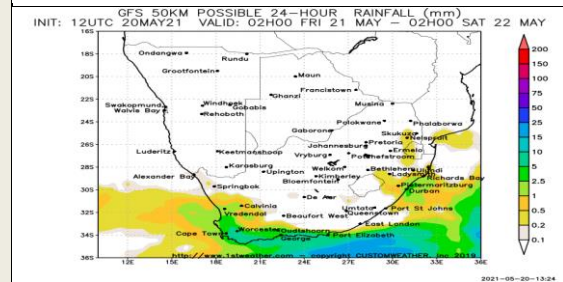 GFS 50KM POSSIBLE 24-HOUR RAINFALL (mm)
INIT: 12UTC 20MAY21 VALID: 02H00 FRI 21 MAY - 02H00 SAT 22 MAY
16S
18S
20S
22S
24S
26S
28S
30S
32S
34S
36S
Ondangwa
Rundu
Grootfontein
Maun
Ghanzi
Francistown
Swakopmund
Walvis Bay
Windhoek
Gobabis
Rehoboth
Musina
Polokwane
Phalaborwa
Gaborone
Skukuza
Nelspruit
Johannesburg
Pretoria
Ermelo
Luderitz
Keetmanshoop
Vryburg
Potchefstroom
Karasburg
Upington
Welkom
Bethlehem
Ladysmith
Ulundi
Richards Bay
Alexander Bay
Kimberley
Bloemfontein
Pietermaritzburg
Durban
Springbok
De Aar
Calvinia
Vredendal
Beaufort West
Umtata
Queenstown
Port St Johns
East London
Cape Town
Worcester
Oudtshoorn
George
Port Elizabeth
http://www.1stweather.com - copyright CUSTOMWEATHER, inc 2019
12E 15E 18E 21E 24E 27E 30E 33E 36E
200
150
100
75
50
25
15
10
5
2.5
1
0.5
0.2
0.1
2021-05-20-13:24